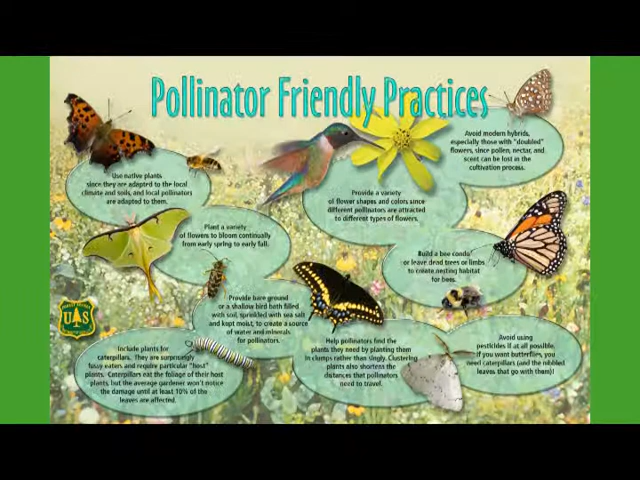 Pollinator Friendly Practices
Avoid modern hybrids,
especially those with "doubled"
flowers, since pollen, nectar, and
scent can be lost in the
cultivation process.
Use native plants
since they are adapted to the local
climate and soils, and local pollinators
are adapted to them.
Provide a variety
of flower shapes and colors since
different pollinators are attracted
to different types of flowers.
Plant a variety
of flowers to bloom continually
from early spring to early fall.
Build a bee condo
or leave dead trees or limbs
to create nesting habitat
for bees.
Provide bare ground
or a shallow bird bath filled
with soil, sprinkled with sea salt
and kept moist, to create a source
of water and minerals
for pollinators.
Help pollinators find the
plants they need by planting them
in clumps rather than singly. Clustering
plants also shortens the
distances that pollinators
need to travel.
Avoid using
pesticides if at all possible,
if you want butterflies, you
need caterpillars (and the nibbled
leaves that go with them)!
Include plants for
caterpillars. They are surprisingly
fussy eaters and require particular "host"
plants. Caterpillars eat the foliage of their host
plants, but the average gardener won't notice
the damage until at least 10% of the
leaves are affected.
US